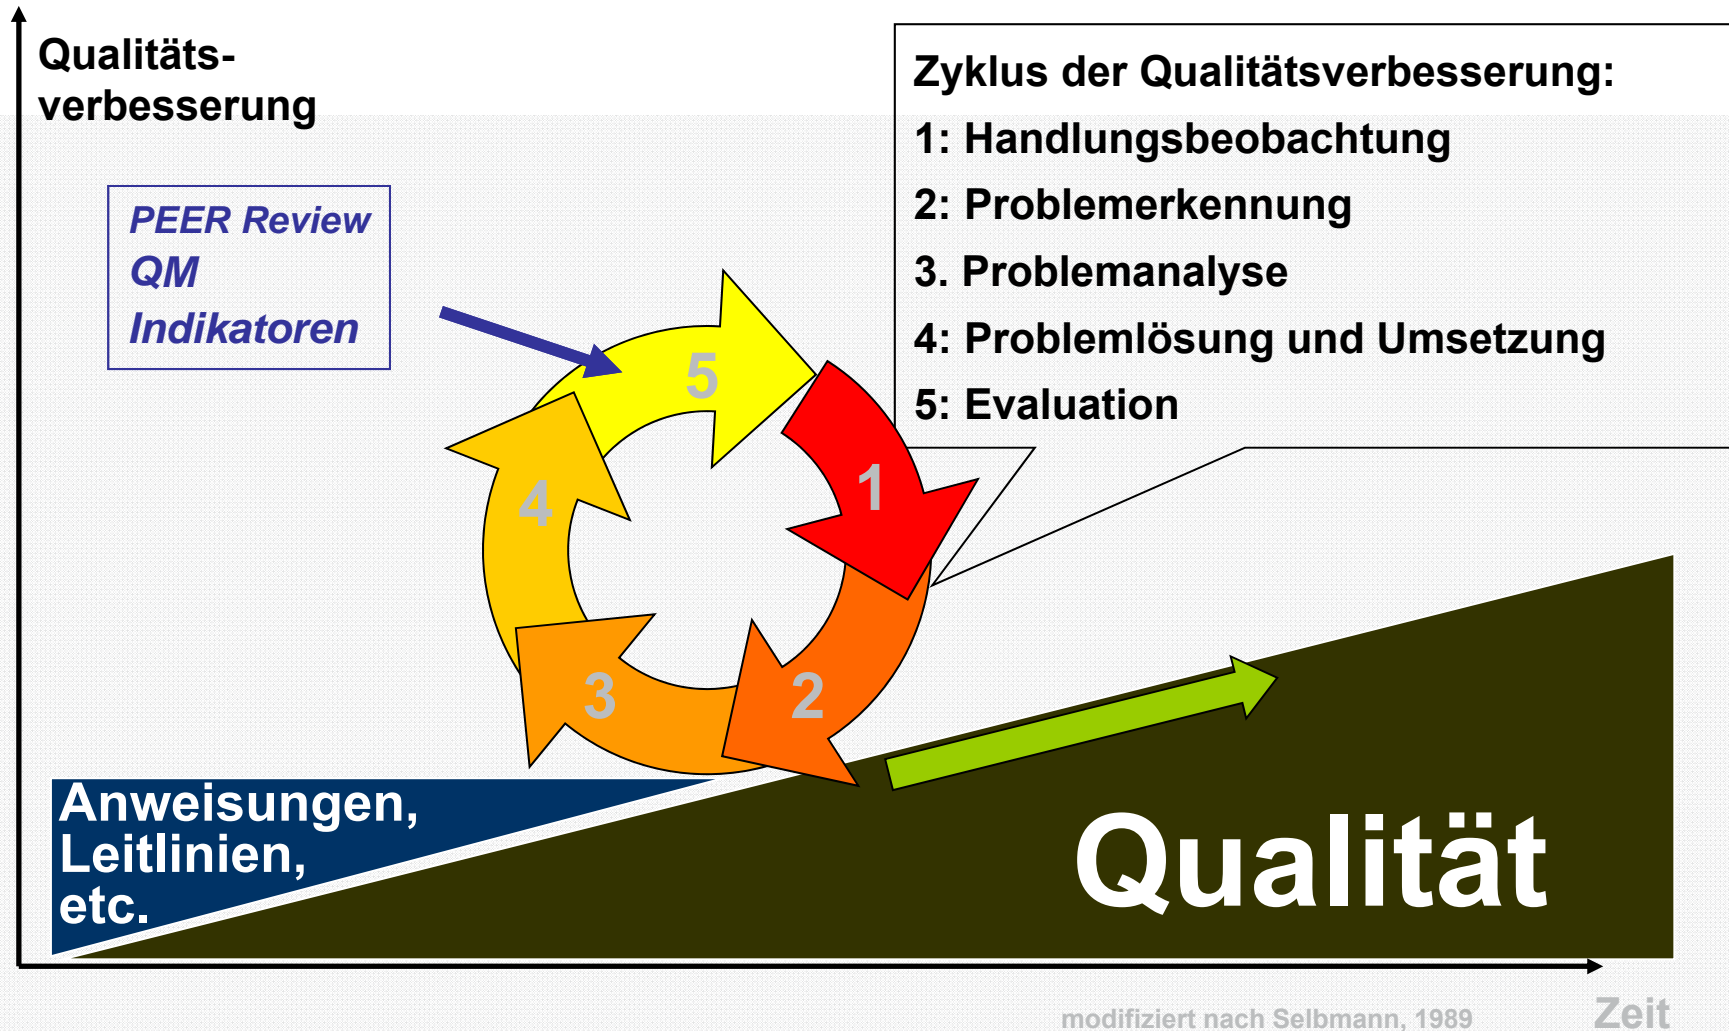 Qualitäts-
verbesserung
PEER Review
QM
Indikatoren
Zyklus der Qualitätsverbesserung:
1: Handlungsbeobachtung
2: Problemerkennung
3. Problemanalyse
4: Problemlösung und Umsetzung
5: Evaluation
5
1
4
3
2
Anweisungen,
Leitlinien,
etc.
Qualität
modifiziert nach Selbmann, 1989
Zeit